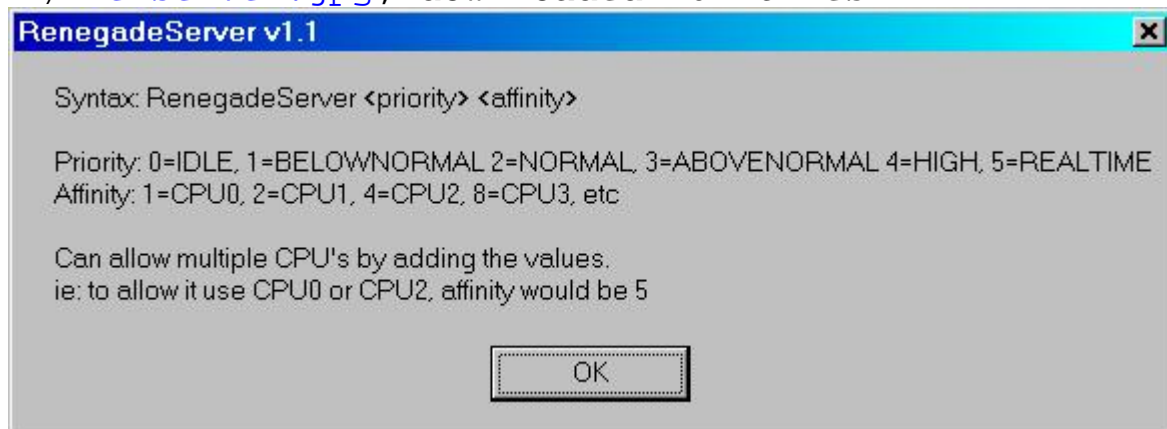 RenegadeServer v1.1
Syntax: RenegadeServer <priority> <affinity>
Priority: 0=IDLE, 1=BELOWNORMAL 2=NORMAL, 3=ABOVENORMAL 4=HIGH, 5=REALTIME
Affinity: 1=CPU0, 2=CPU1, 4=CPU2, 8=CPU3, etc
Can allow multiple CPU's by adding the values.
ie: to allow it use CPU0 or CPU2, affinity would be 5
OK